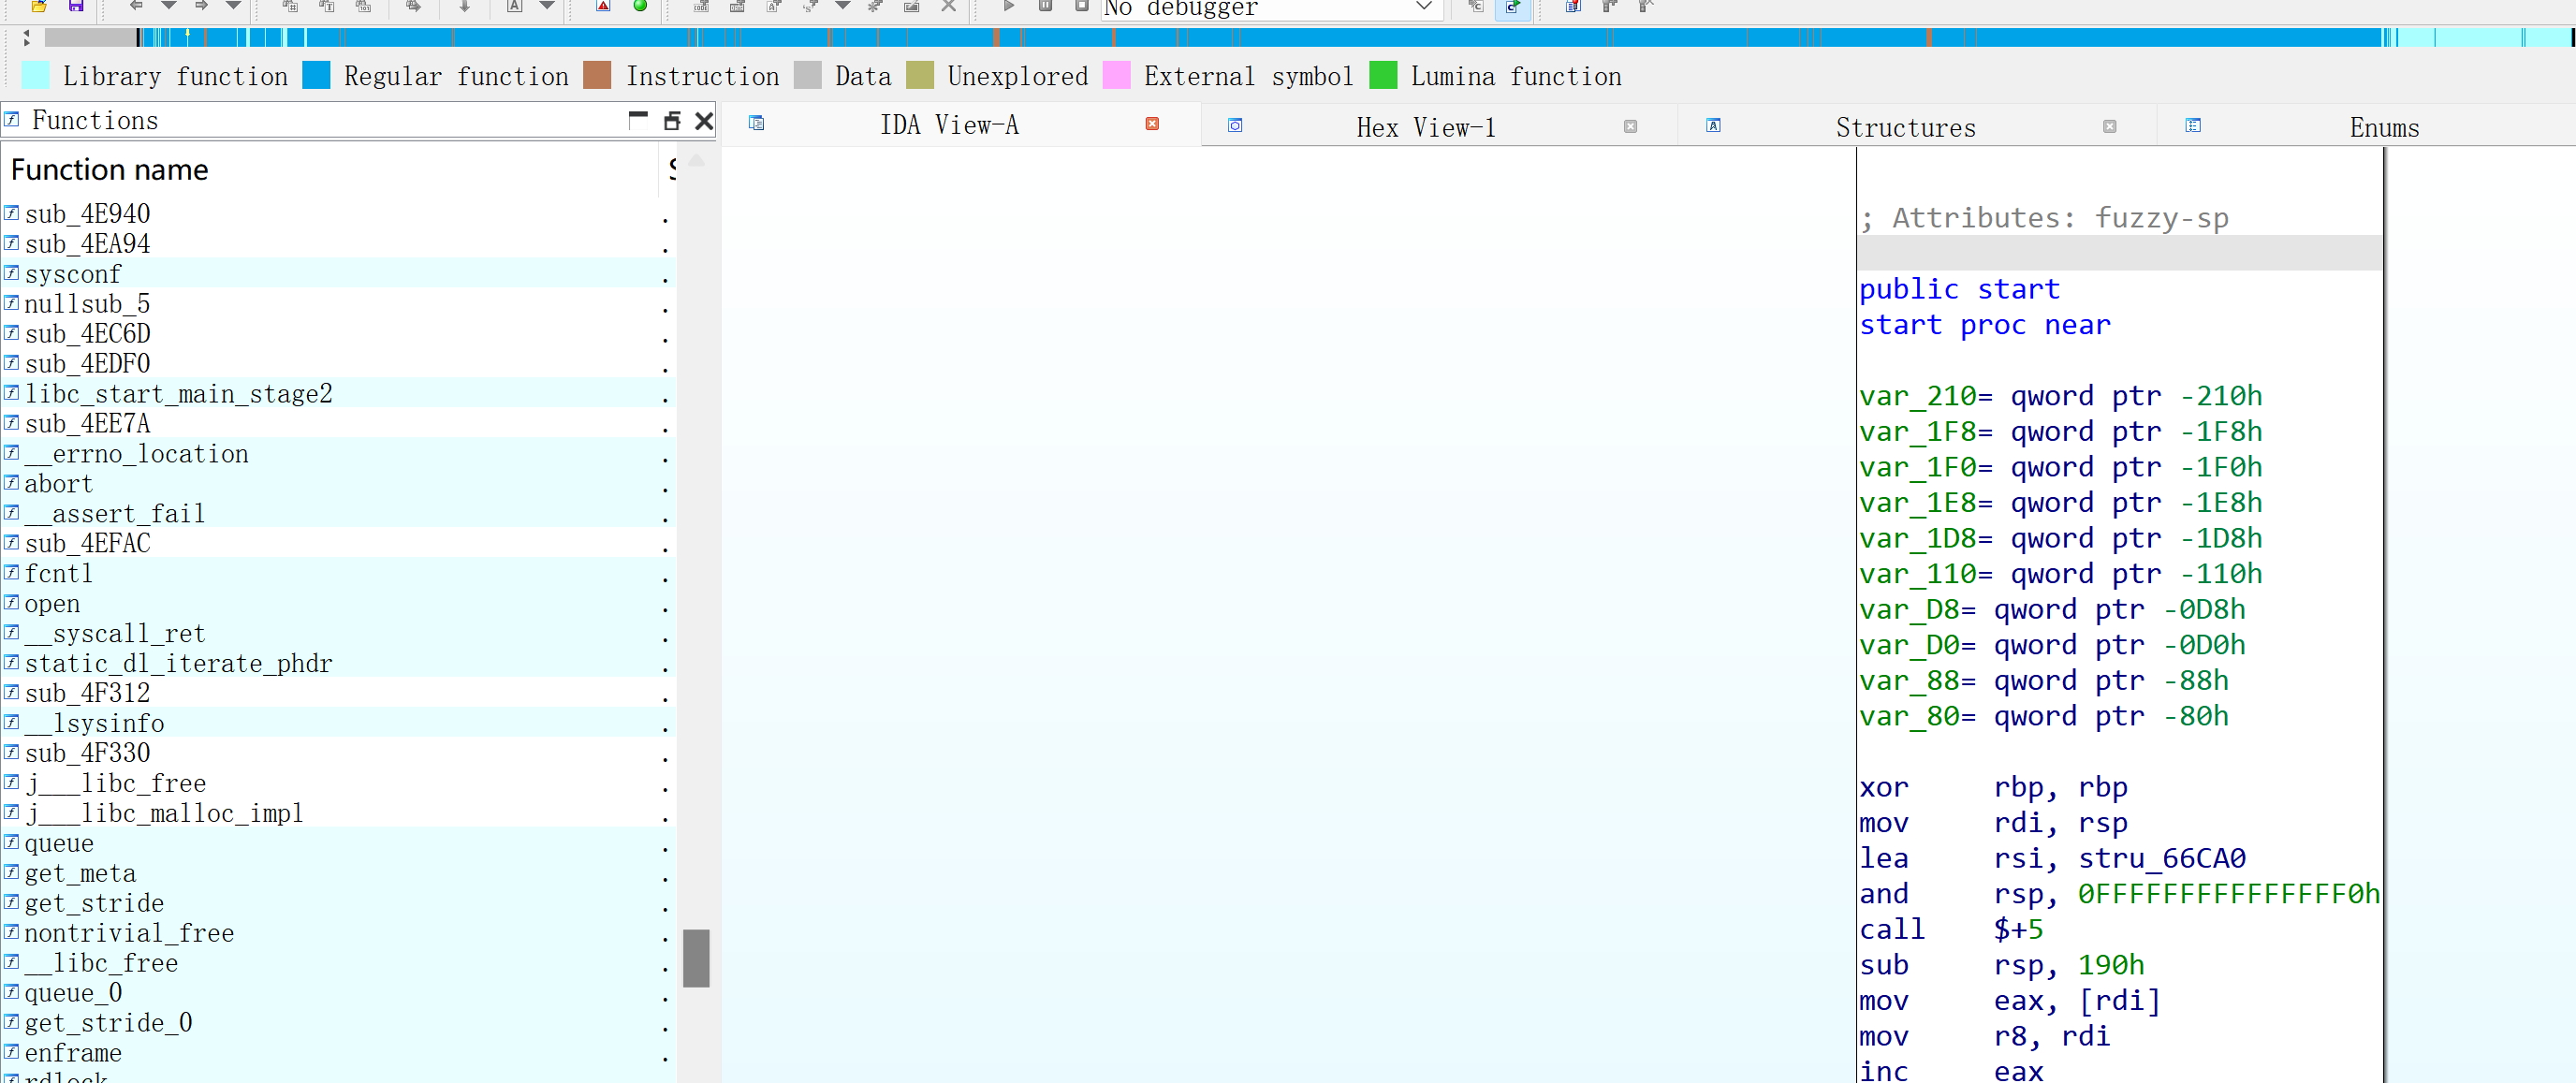 No debugger
Library function Regular function Instruction Data Unexplored External symbol Lumina function
Functions
IDA View-A
Hex View-1
Structures
Enums
Function name
sub_4E940
sub_4EA94
sysconf
nullsub_5
sub_4EC6D
sub_4EDF0
libc_start_main_stage2
sub_4EE7A
__errno_location
abort
__assert_fail
sub_4EFAC
fcntl
open
__syscall_ret
static_dl_iterate_phdr
sub_4F312
__lsysinfo
sub_4F330
j___libc_free
j___libc_malloc_impl
queue
get_meta
get_stride
nontrivial_free
__libc_free
queue_0
get_stride_0
enframe
rdlock
; Attributes: fuzzy-sp
public start
start proc near
var_210= qword ptr -210h
var_1F8= qword ptr -1F8h
var_1F0= qword ptr -1F0h
var_1E8= qword ptr -1E8h
var_1D8= qword ptr -1D8h
var_110= qword ptr -110h
var_D8= qword ptr -0D8h
var_D0= qword ptr -0D0h
var_88= qword ptr -88h
var_80= qword ptr -80h
xor rbp, rbp
mov rdi, rsp
lea rsi, stru_66CA0
and rsp, 0FFFFFFFFFFFFFFF0h
call $+5
sub rsp, 190h
mov eax, [rdi]
mov r8, rdi
inc eax